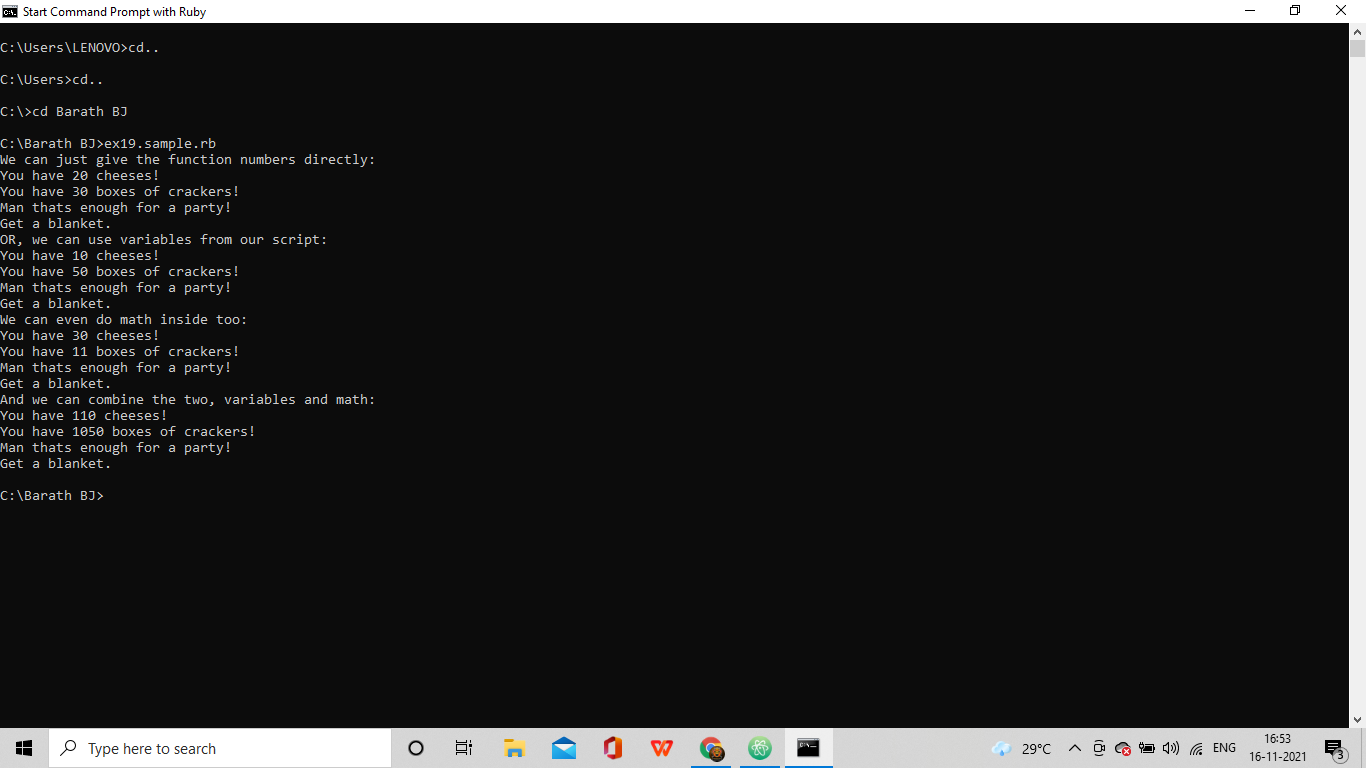 Start Command Prompt with Ruby
C:\Users\LENOVO>cd..
C:\Users>cd..
C:\>cd Barath BJ
C:\Barath BJ>ex19.sample.rb
We can just give the function numbers directly:
You have 20 cheeses!
You have 30 boxes of crackers!
Man thats enough for a party!
Get a blanket.
OR, we can use variables from our script:
You have 10 cheeses!
You have 50 boxes of crackers!
Man thats enough for a party!
Get a blanket.
We can even do math inside too:
You have 30 cheeses!
You have 11 boxes of crackers!
Man thats enough for a party!
Get a blanket.
And we can combine the two, variables and math:
You have 110 cheeses!
You have 1050 boxes of crackers!
Man thats enough for a party!
Get a blanket.
C:\Barath BJ>
Type here to search
29°C
ENG
16:53
16-11-2021
3